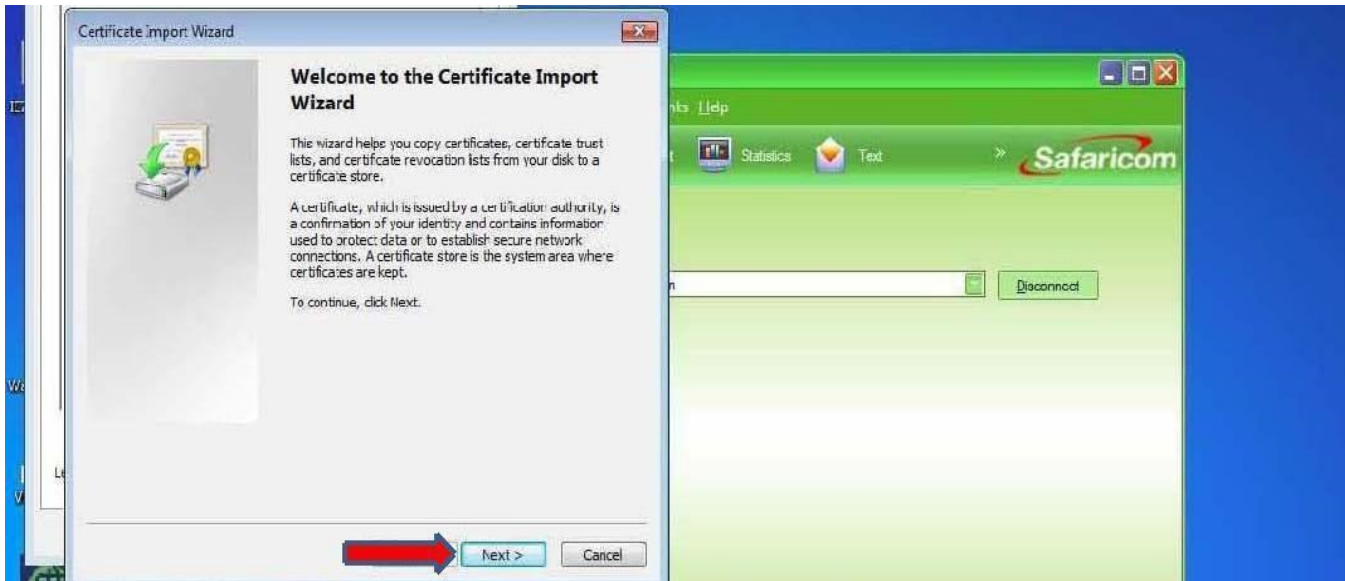 Certificate Import Wizard
Welcome to the Certificate Import
Wizard
This wizard helps you copy certificates, certificate trust
lists, and certificate revocation lists from your disk to a
certificate store.
A certificate, which is issued by a certification authority, is
a confirmation of your identity and contains information
used to protect data or to establish secure network
connections. A certificate store is the system area where
certificates are kept.
To continue, click Next.
Next >
Cancel
Help
Statistics
Text
»
Safaricom
Disconnect